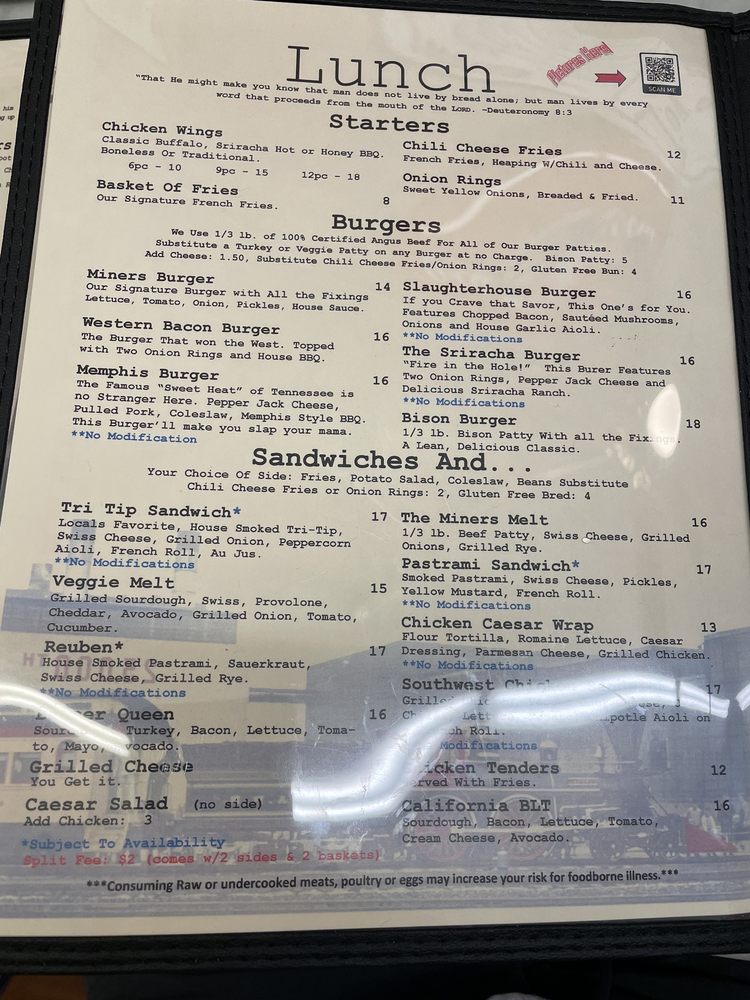 Lunch
Pictures Here!
SCAN ME
"That He might make you know that man does not live by bread alone; but man lives by every
word that proceeds from the mouth of the LORD. ~Deuteronomy 8:3
Starters
Chicken Wings
Classic Buffalo, Sriracha Hot or Honey BBQ.
Boneless Or Traditional.
6pc - 10 9pc - 15 12pc - 18
Basket Of Fries 8
Our Signature French Fries.
Chili Cheese Fries 12
French Fries, Heaping W/Chili and Cheese.
Onion Rings 11
Sweet Yellow Onions, Breaded & Fried.
Burgers
We Use 1/3 lb. of 100% Certified Angus Beef For All of Our Burger Patties.
Substitute a Turkey or Veggie Patty on any Burger at no Charge. Bison Patty: 5
Add Cheese: 1.50, Substitute Chili Cheese Fries/Onion Rings: 2, Gluten Free Bun: 4
Miners Burger 14
Our Signature Burger with All the Fixings
Lettuce, Tomato, Onion, Pickles, House Sauce.
Western Bacon Burger 16
The Burger That won the West. Topped
with Two Onion Rings and House BBQ.
Memphis Burger 16
The Famous "Sweet Heat" of Tennessee is
no Stranger Here. Pepper Jack Cheese,
Pulled Pork, Coleslaw, Memphis Style BBQ.
This Burger'll make you slap your mama.
**No Modification
Slaughterhouse Burger 16
If you Crave that Savor, This One's for You.
Features Chopped Bacon, Sautéed Mushrooms,
Onions and House Garlic Aioli.
**No Modifications
The Sriracha Burger 16
"Fire in the Hole!" This Burer Features
Two Onion Rings, Pepper Jack Cheese and
Delicious Sriracha Ranch.
**No Modifications
Bison Burger 18
1/3 lb. Bison Patty With all the Fixings.
A Lean, Delicious Classic.
Sandwiches And...
Your Choice Of Side: Fries, Potato Salad, Coleslaw, Beans Substitute
Chili Cheese Fries or Onion Rings: 2, Gluten Free Bred: 4
Tri Tip Sandwich* 17
Locals Favorite, House Smoked Tri-Tip,
Swiss Cheese, Grilled Onion, Peppercorn
Aioli, French Roll, Au Jus.
**No Modifications
Veggie Melt 15
Grilled Sourdough, Swiss, Provolone,
Cheddar, Avocado, Grilled Onion, Tomato,
Cucumber.
Reuben* 17
House Smoked Pastrami, Sauerkraut,
Swiss Cheese, Grilled Rye.
**No Modifications
Queen 16
Turkey, Bacon, Lettuce, Toma-
to, Mayo, Avocado.
Grilled Cheese
You Get it.
Caesar Salad (no side)
Add Chicken: 3
*Subject To Availability
Split Fee: $2 (comes w/2 sides & 2 baskets)
The Miners Melt 16
1/3 lb. Beef Patty, Swiss Cheese, Grilled
Onions, Grilled Rye.
Pastrami Sandwich* 17
Smoked Pastrami, Swiss Cheese, Pickles,
Yellow Mustard, French Roll.
**No Modifications
Chicken Caesar Wrap 13
Flour Tortilla, Romaine Lettuce, Caesar
Dressing, Parmesan Cheese, Grilled Chicken.
**No Modifications
Southwest 17
Aioli on
Roll.
Modifications
Chicken Tenders 12
Served With Fries.
California BLT 16
Sourdough, Bacon, Lettuce, Tomato,
Cream Cheese, Avocado.
***Consuming Raw or undercooked meats, poultry or eggs may increase your risk for foodborne illness.***